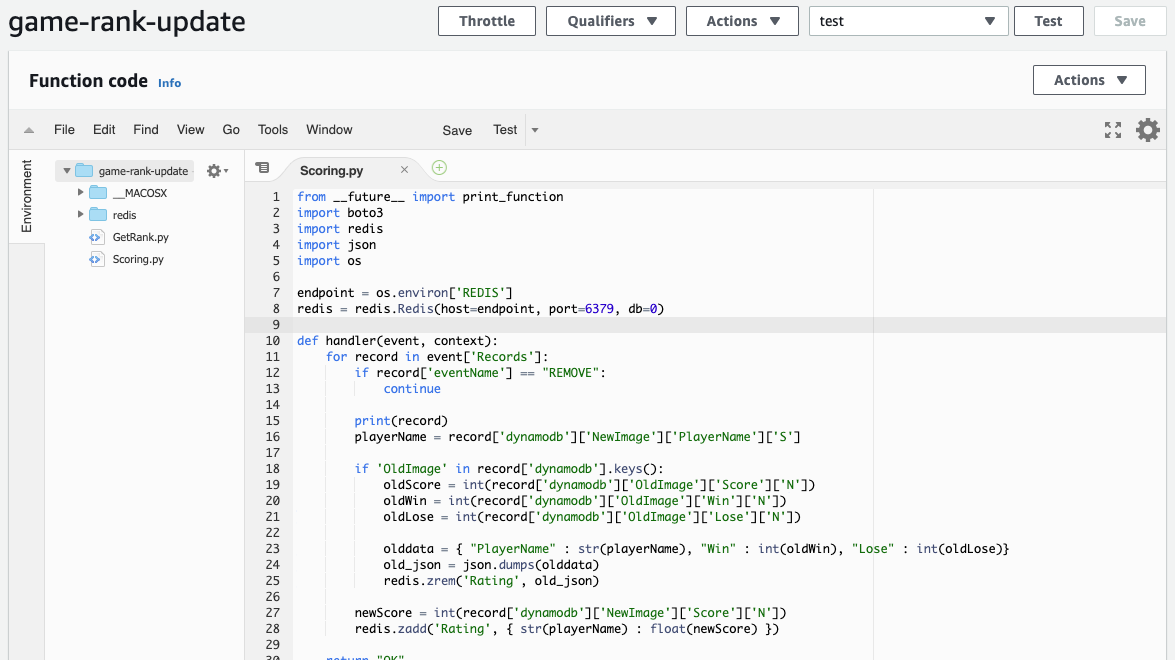 game-rank-update Throttle Qualifiers Actions test Test Save
Function code Info Actions
File Edit Find View Go Tools Window Save Test
Environment
game-rank-update
__MACOSX
redis
GetRank.py
Scoring.py
Scoring.py
1 from __future__ import print_function
2 import boto3
3 import redis
4 import json
5 import os
6
7 endpoint = os.environ['REDIS']
8 redis = redis.Redis(host=endpoint, port=6379, db=0)
9
10 def handler(event, context):
11     for record in event['Records']:
12         if record['eventName'] == "REMOVE":
13             continue
14
15         print(record)
16         playerName = record['dynamodb']['NewImage']['PlayerName']['S']
17
18         if 'OldImage' in record['dynamodb'].keys():
19             oldScore = int(record['dynamodb']['OldImage']['Score']['N'])
20             oldWin = int(record['dynamodb']['OldImage']['Win']['N'])
21             oldLose = int(record['dynamodb']['OldImage']['Lose']['N'])
22
23             olddata = { "PlayerName" : str(playerName), "Win" : int(oldWin), "Lose" : int(oldLose)}
24             old_json = json.dumps(olddata)
25             redis.zrem('Rating', old_json)
26
27         newScore = int(record['dynamodb']['NewImage']['Score']['N'])
28         redis.zadd('Rating', { str(playerName) : float(newScore) })
29
30     return "OK"